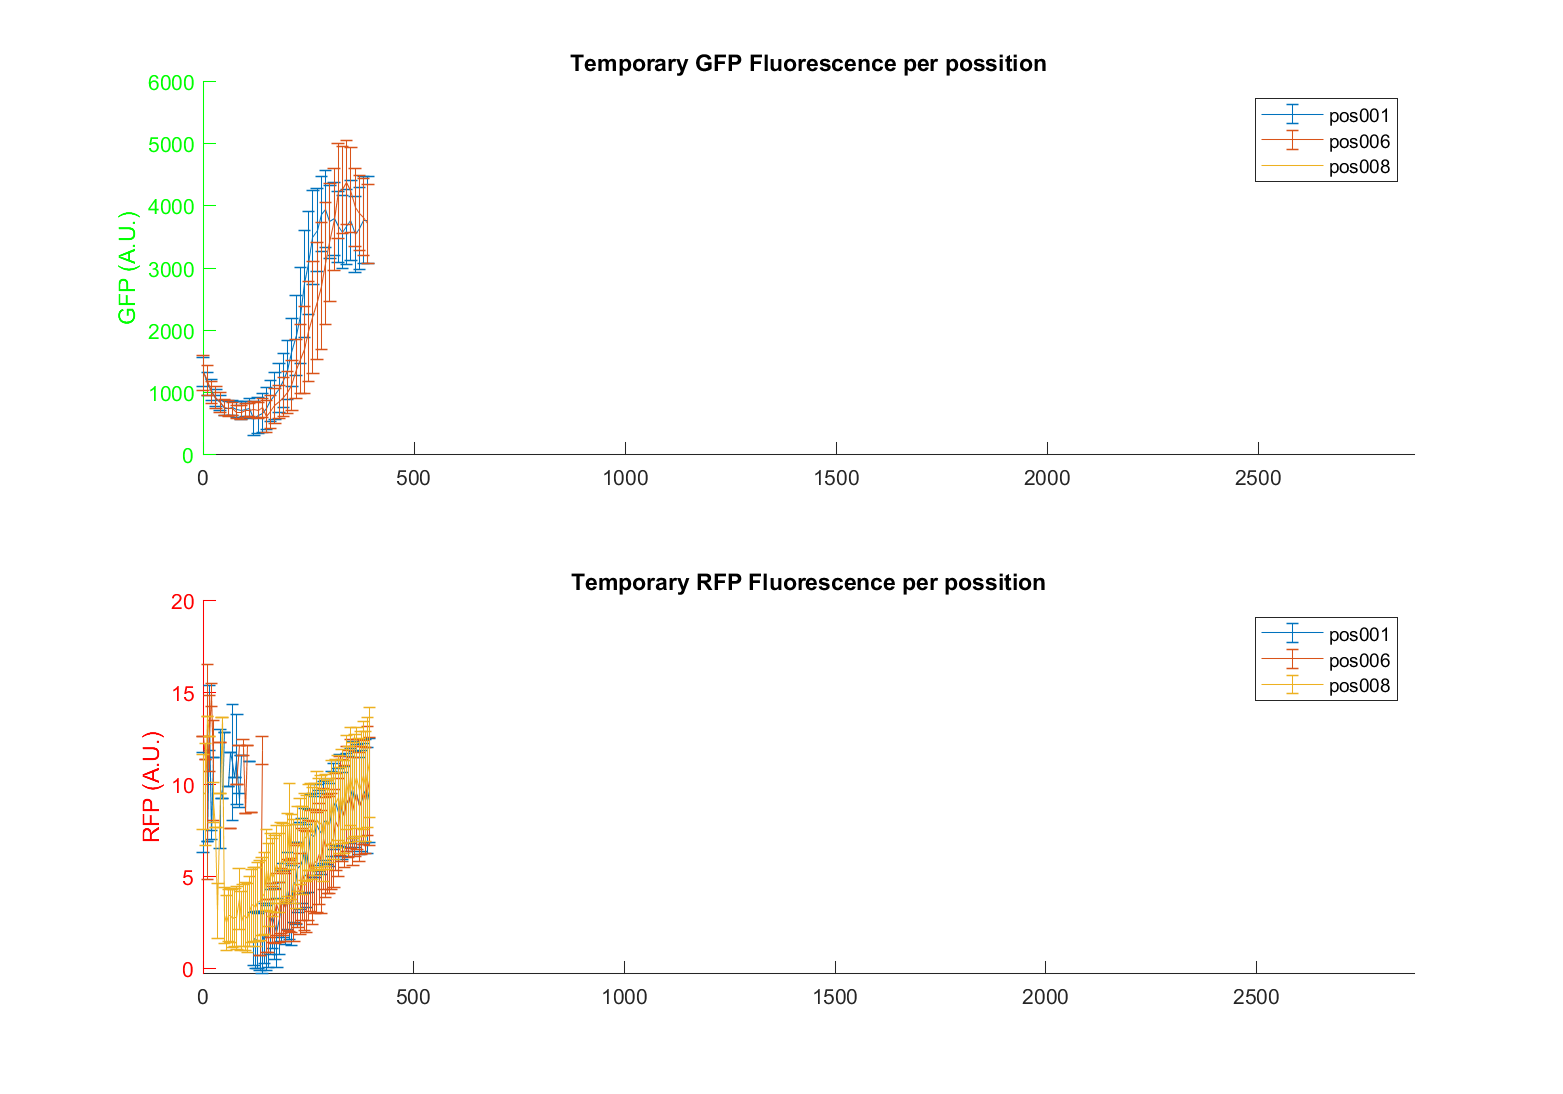 Temporary GFP Fluorescence per possition
6000
5000
4000
3000
2000
1000
0
GFP (A.U.)
0 500 1000 1500 2000 2500
pos001
pos006
pos008
Temporary RFP Fluorescence per possition
20
15
10
5
0
RFP (A.U.)
0 500 1000 1500 2000 2500
pos001
pos006
pos008